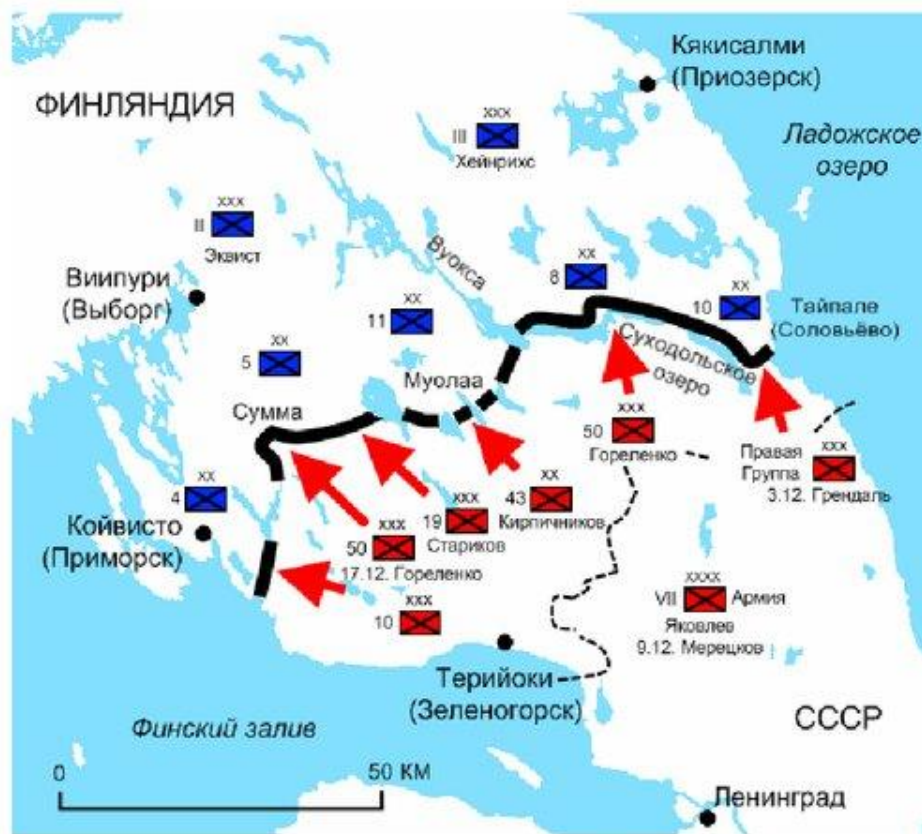 Кякисалми
(Приозерск)
ФИНЛЯНДИЯ
Ладожское
озеро
XXX
III
Хейнрихс
XXX
II
Эквист
Вуокса
Виипури
(Выборг)
XX
8
XX
10
Тайпале
(Соловьёво)
XX
11
XX
5
Суходольское
озеро
Муолаа
Сумма
XXX
50
Гореленко
Правая
Группа
XXX
3.12. Грендаль
XX
4
Койвисто
(Приморск)
XX
43
Кирпичников
XXX
19
Стариков
XXX
50
17.12. Гореленко
XXX
10
XXXX
VII
Армия
Яковлев
9.12. Мерецков
Терийоки
(Зеленогорск)
СССР
Финский залив
0
50 КМ
Ленинград